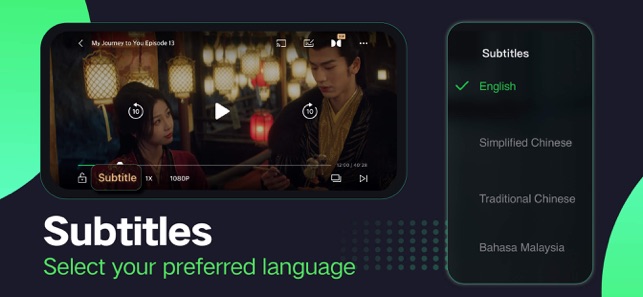 My Journey to You Episode 13
10
10
12:00 / 40:28
Subtitle
1X
1080P
Subtitles
Select your preferred language
Subtitles
English
Simplified Chinese
Traditional Chinese
Bahasa Malaysia